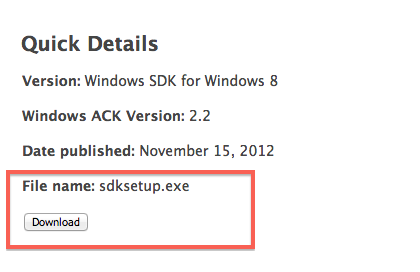 Quick Details
Version: Windows SDK for Windows 8
Windows ACK Version: 2.2
Date published: November 15, 2012
File name: sdksetup.exe
Download